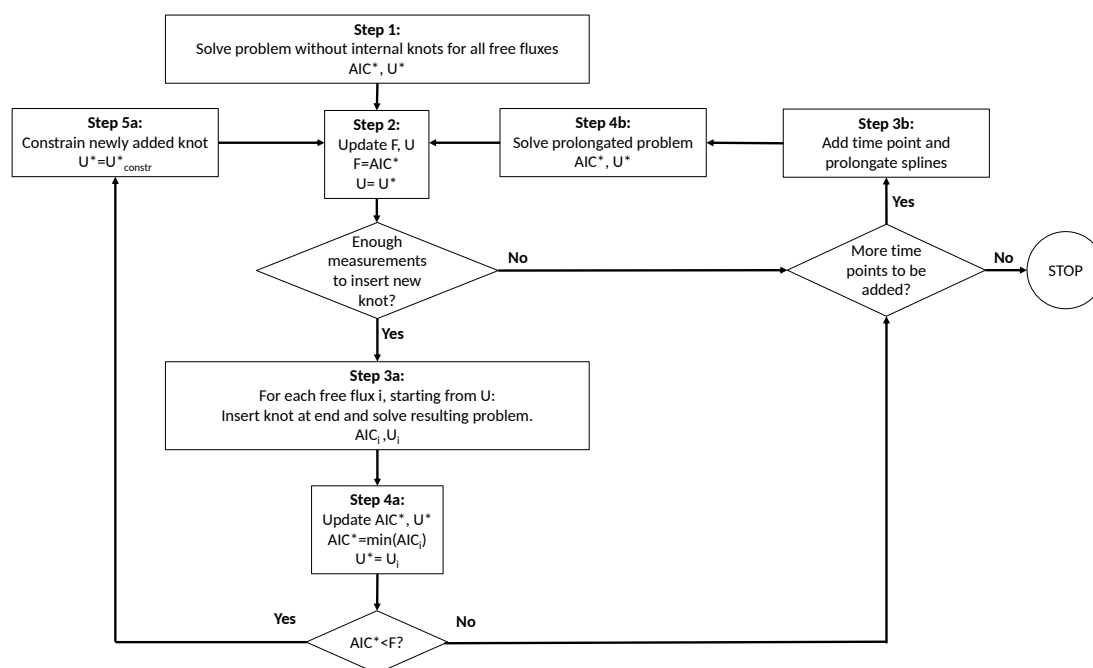 Step 1:
Solve problem without internal knots for all free fluxes
AIC*, U*
Step 5a:
Constrain newly added knot
U*=U*constr
Step 2:
Update F, U
F=AIC*
U= U*
Step 4b:
Solve prolongated problem
AIC*, U*
Step 3b:
Add time point and
prolongate splines
Yes
Enough
measurements
to insert new
knot?
No
More time
points to be
added?
No
STOP
Yes
Step 3a:
For each free flux i, starting from U:
Insert knot at end and solve resulting problem.
AICi,Ui
Step 4a:
Update AIC*, U*
AIC*=min(AICi)
U*= Ui
Yes
AIC*<F?
No